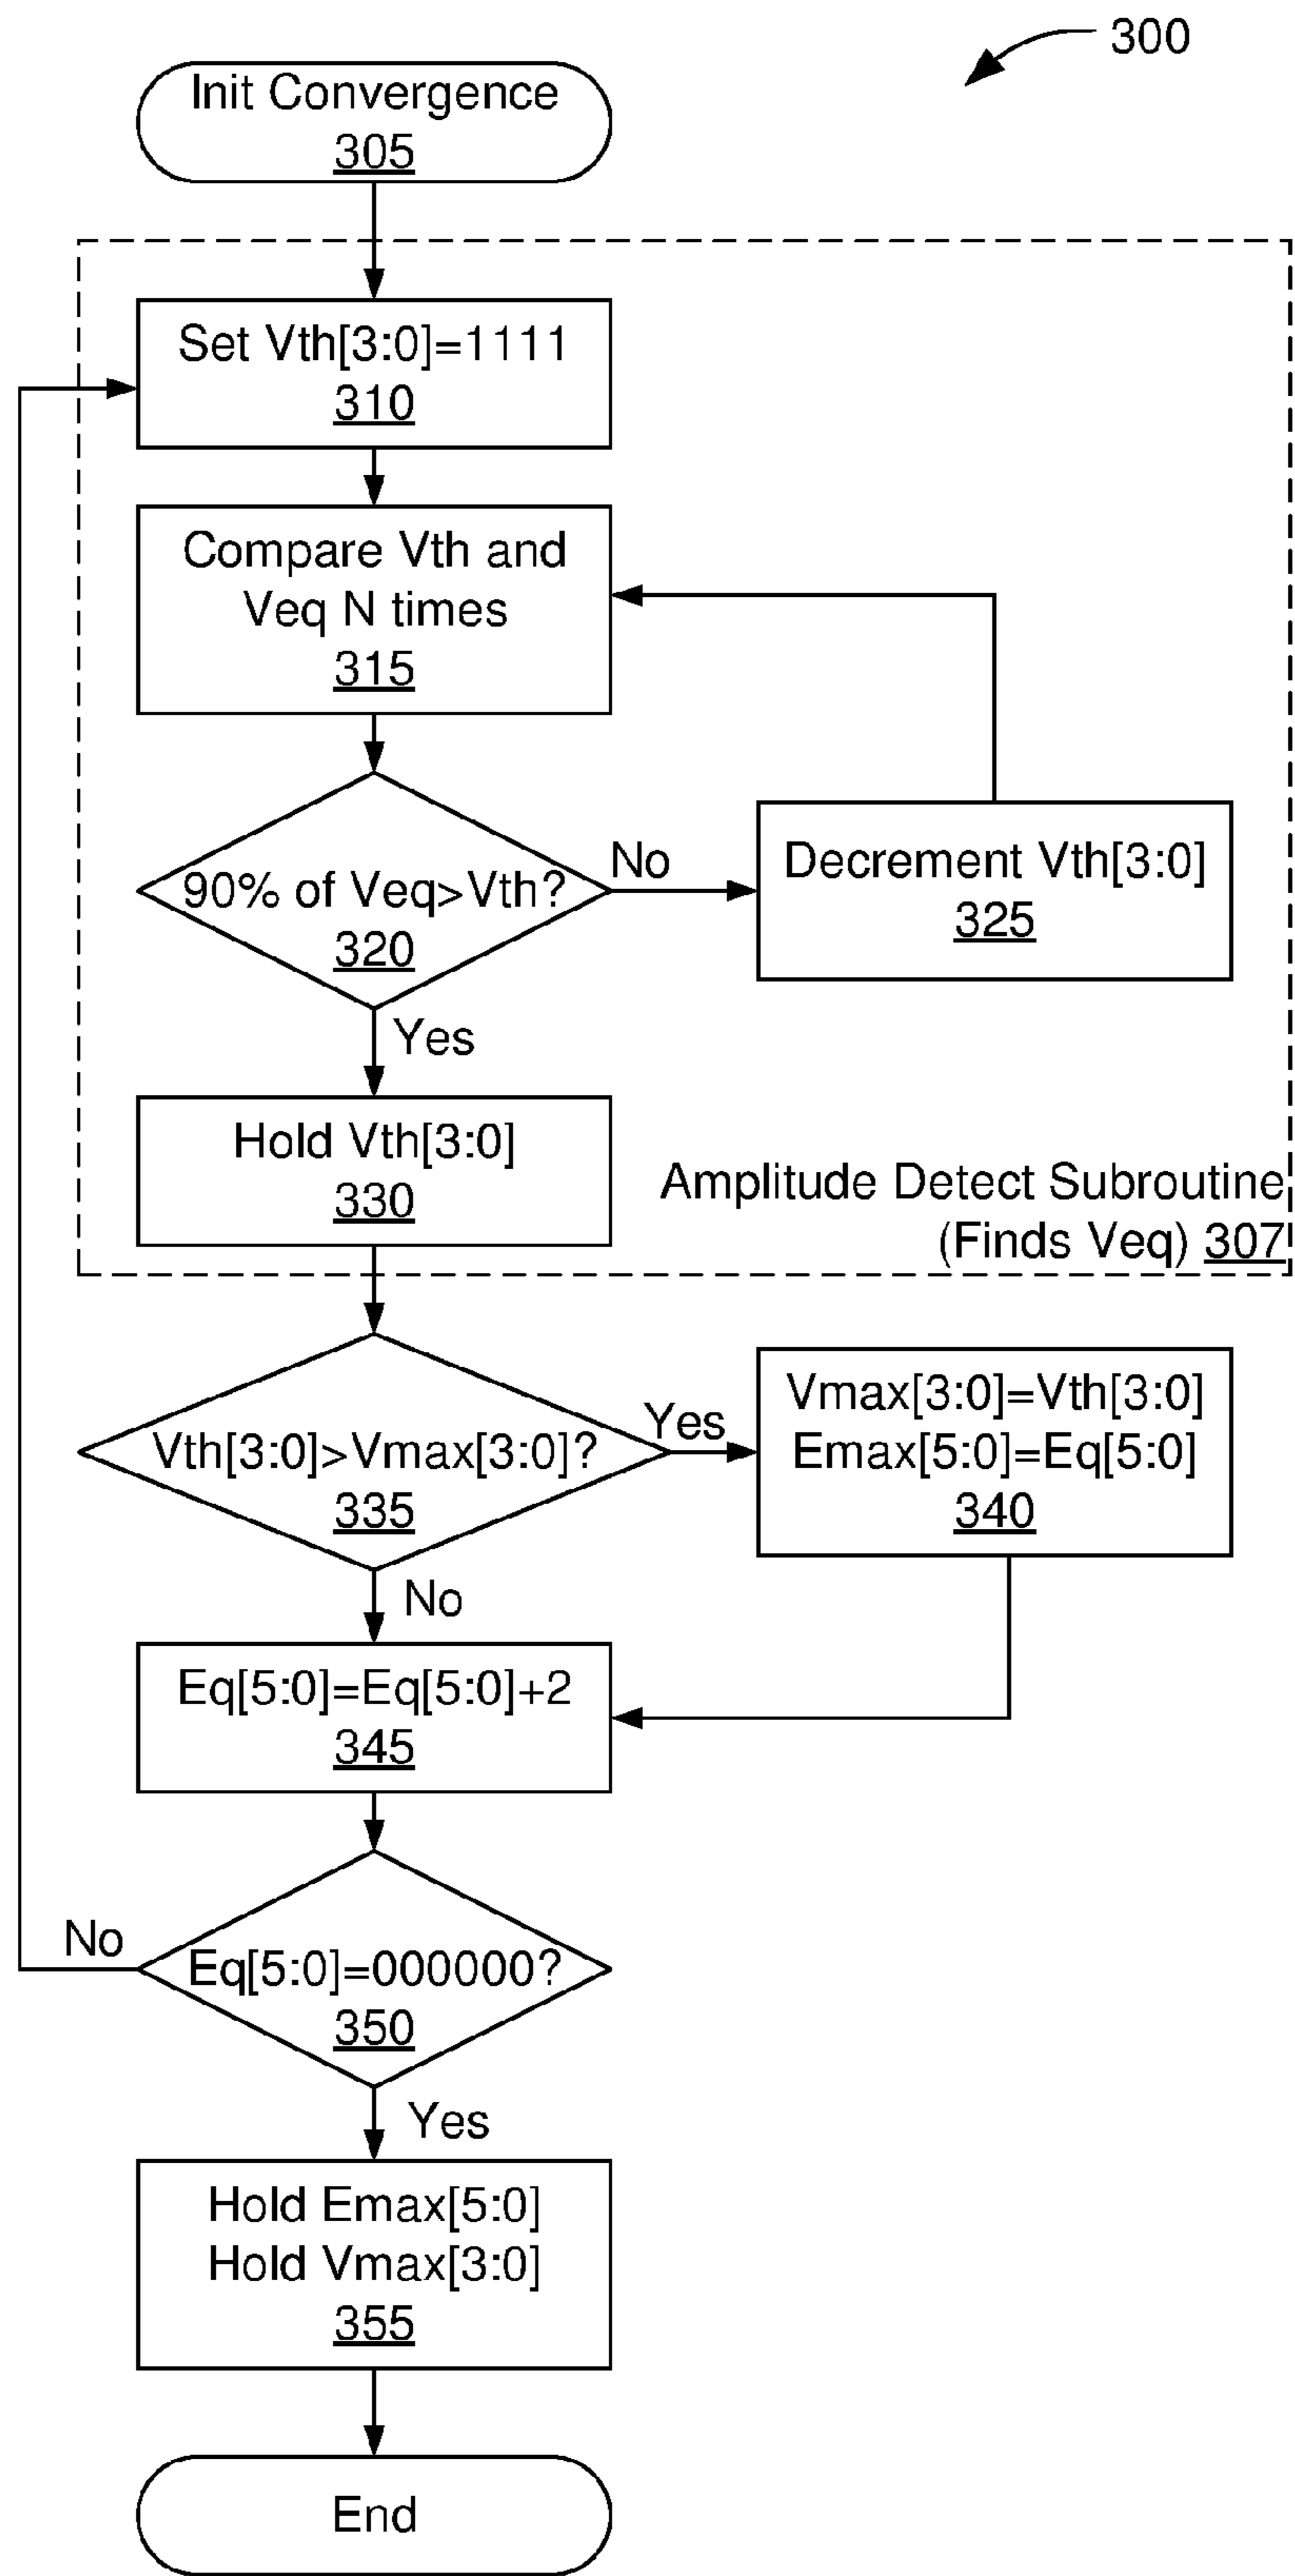 300
Init Convergence
305
Set Vth[3:0]=1111
310
Compare Vth and
Veq N times
315
90% of Veq>Vth?
320
No
Decrement Vth[3:0]
325
Yes
Hold Vth[3:0]
330
Amplitude Detect Subroutine
(Finds Veq) 307
Vth[3:0]>Vmax[3:0]?
335
Yes
Vmax[3:0]=Vth[3:0]
Emax[5:0]=Eq[5:0]
340
No
Eq[5:0]=Eq[5:0]+2
345
No
Eq[5:0]=000000?
350
Yes
Hold Emax[5:0]
Hold Vmax[3:0]
355
End